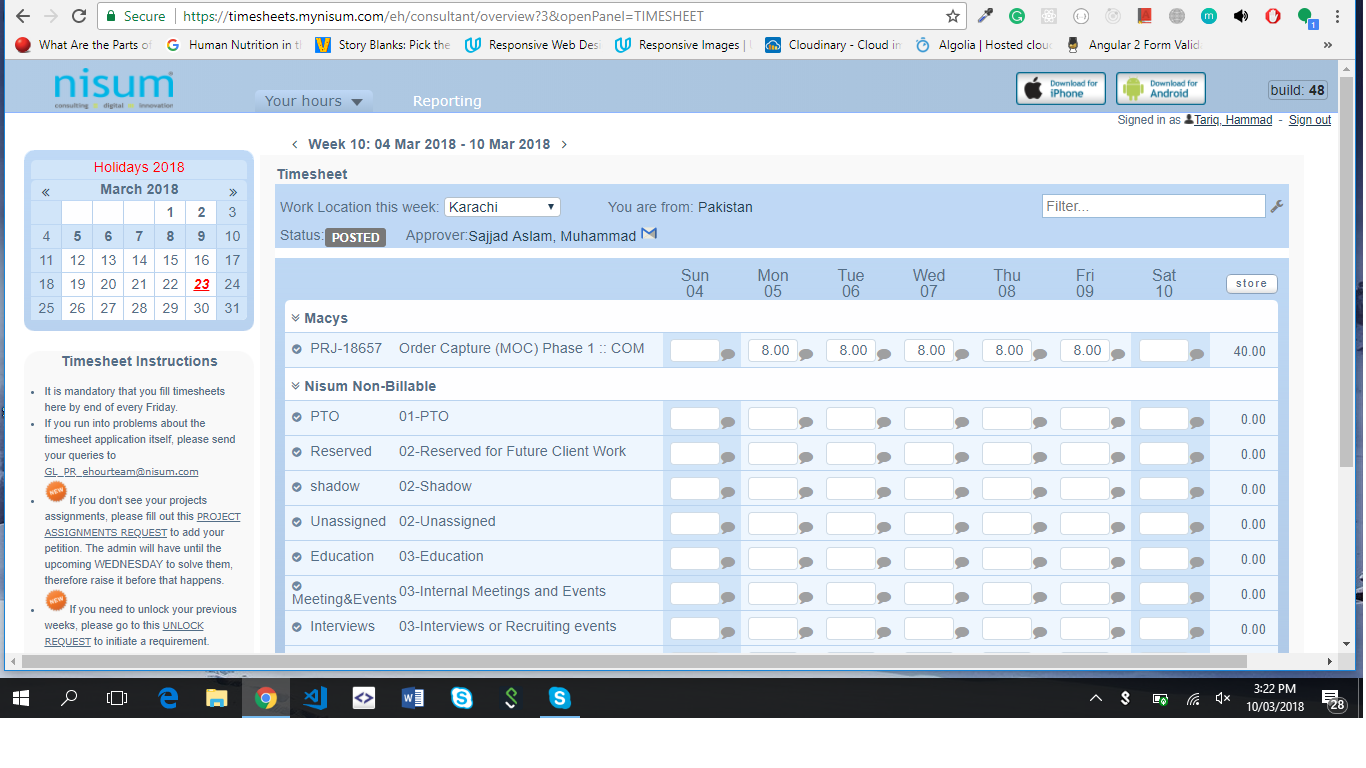 Secure https://timesheets.mynisum.com/eh/consultant/overview?3&openPanel=TIMESHEET
1
What Are the Parts of Human Nutrition in Story Blanks: Pick the Responsive Web Des Responsive Images | Cloudinary - Cloud Algolia | Hosted clou Angular 2 Form Valid »
nisum
consulting digital innovation
Your hours Reporting
Download for iPhone
Download for Android
build: 48
Signed in as Tariq, Hammad - Sign out
Holidays 2018
« March 2018 »
1 2 3
4 5 6 7 8 9 10
11 12 13 14 15 16 17
18 19 20 21 22 23 24
25 26 27 28 29 30 31
Timesheet Instructions
It is mandatory that you fill timesheets
here by end of every Friday.
If you run into problems about the
timesheet application itself, please send
your queries to
GL_PR_ehourteam@nisum.com
NEW If you don't see your projects
assignments, please fill out this PROJECT
ASSIGNMENTS REQUEST to add your
petition. The admin will have until the
upcoming WEDNESDAY to solve them,
therefore raise it before that happens.
NEW If you need to unlock your previous
weeks, please go to this UNLOCK
REQUEST to initiate a requirement.
Week 10: 04 Mar 2018 - 10 Mar 2018
Timesheet
Work Location this week: Karachi You are from: Pakistan Filter...
Status: POSTED Approver:Sajjad Aslam, Muhammad
Sun Mon Tue Wed Thu Fri Sat
04 05 06 07 08 09 10
store
Macys
PRJ-18657 Order Capture (MOC) Phase 1 :: COM 8.00 8.00 8.00 8.00 8.00 40.00
Nisum Non-Billable
PTO 01-PTO 0.00
Reserved 02-Reserved for Future Client Work 0.00
shadow 02-Shadow 0.00
Unassigned 02-Unassigned 0.00
Education 03-Education 0.00
Meeting&Events 03-Internal Meetings and Events 0.00
Interviews 03-Interviews or Recruiting events 0.00
3:22 PM
10/03/2018
28